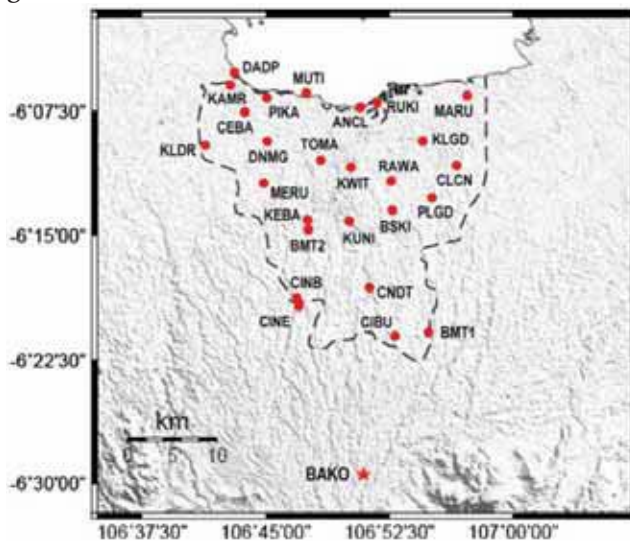 DADP
KAMR
PIKA
MUTI
ANCL
RUKI
MARU
-6°07'30"
CEBA
KLDR
DNMG
TOMA
KLGD
MERU
KWIT
RAWA
CLCN
KEBA
BSKI
PLGD
-6°15'00"
BMT2
KUNI
CINB
CNDT
CINE
CIBU
BMT1
-6°22'30"
km
0 5 10
BAKO
-6°30'00"
106°37'30"
106°45'00"
106°52'30"
107°00'00"